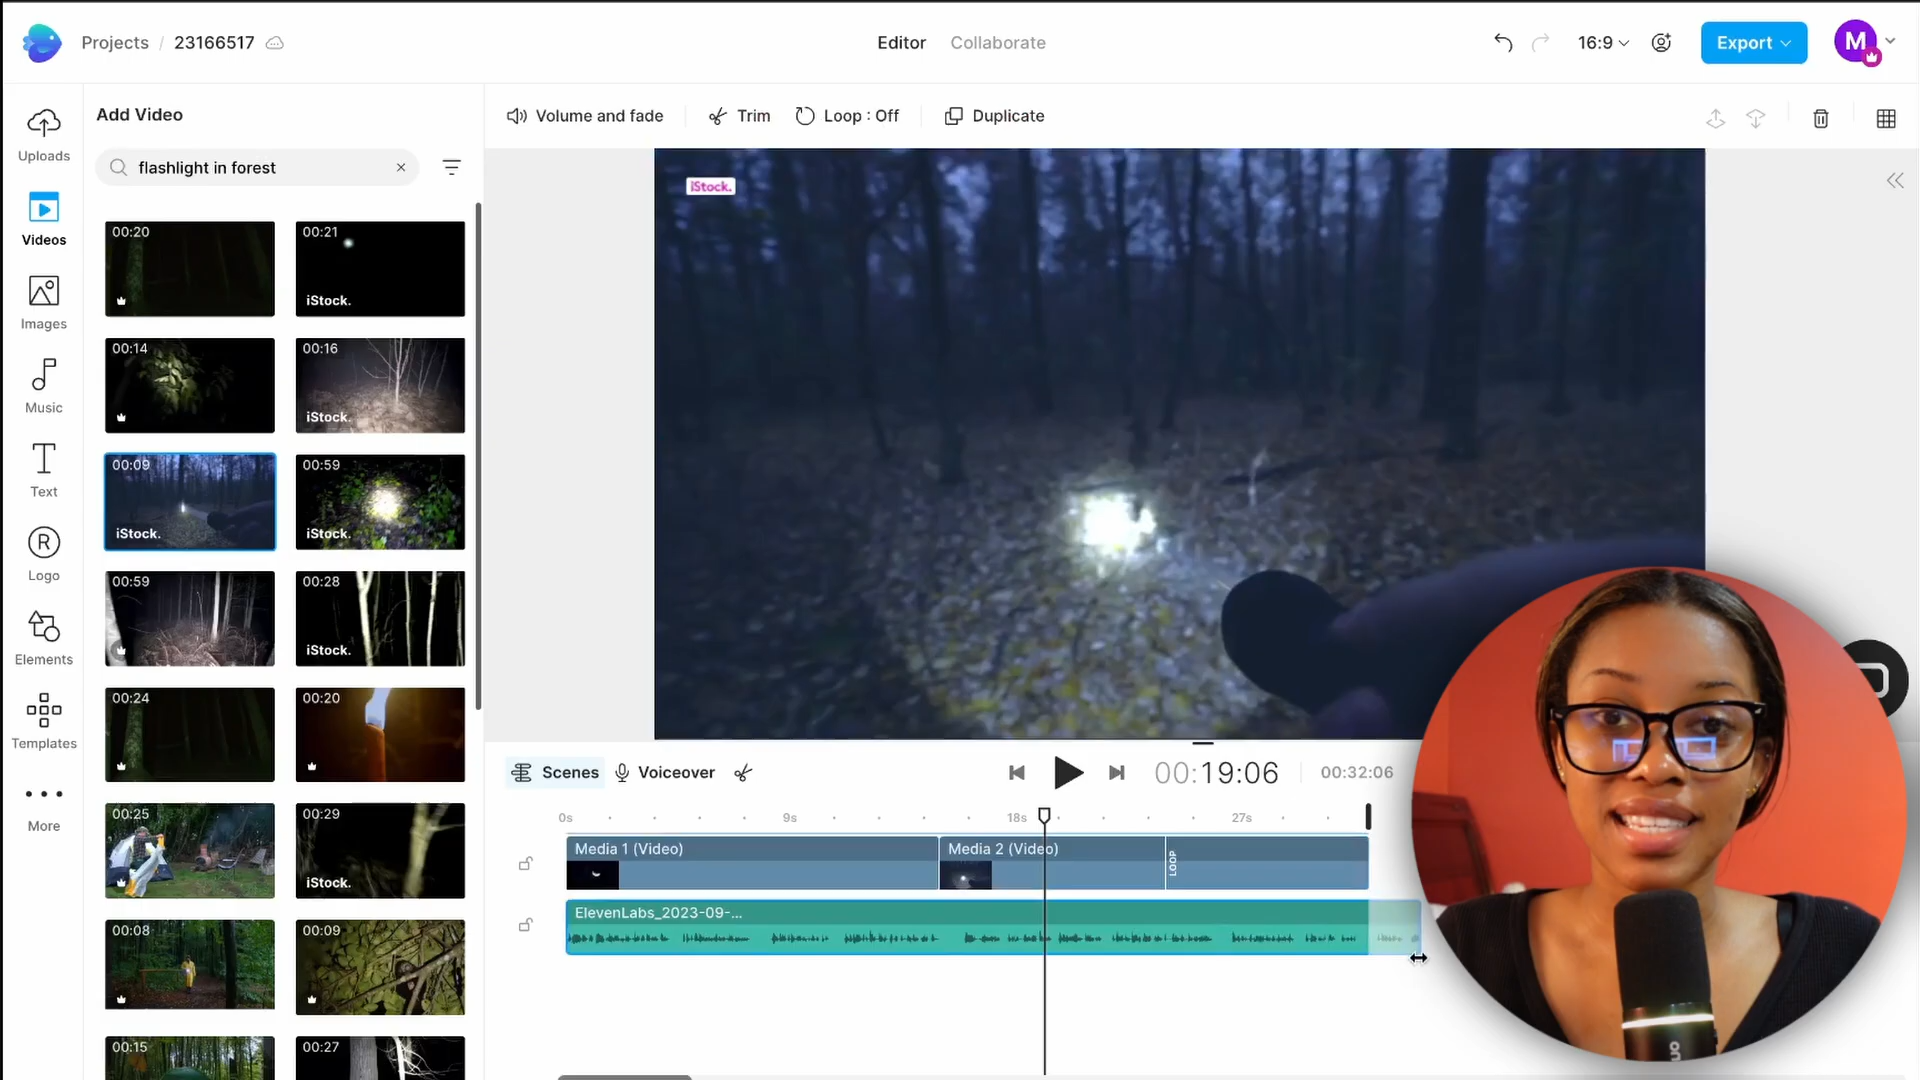 Projects / 23166517
Editor
Collaborate
16:9
Export
M
Uploads
Videos
Images
Music
Text
R
Logo
Elements
Templates
More
Add Video
flashlight in forest
00:20
00:21
iStock.
00:14
00:16
iStock.
00:09
iStock.
00:59
iStock.
00:59
00:28
iStock.
00:24
00:20
00:25
00:29
iStock.
00:08
00:09
00:15
00:27
Volume and fade
Trim
Loop : Off
Duplicate
iStock.
Scenes
Voiceover
00:19:06
00:32:06
0s
9s
18s
27s
Media 1 (Video)
Media 2 (Video)
LOOP
ElevenLabs_2023-09-...